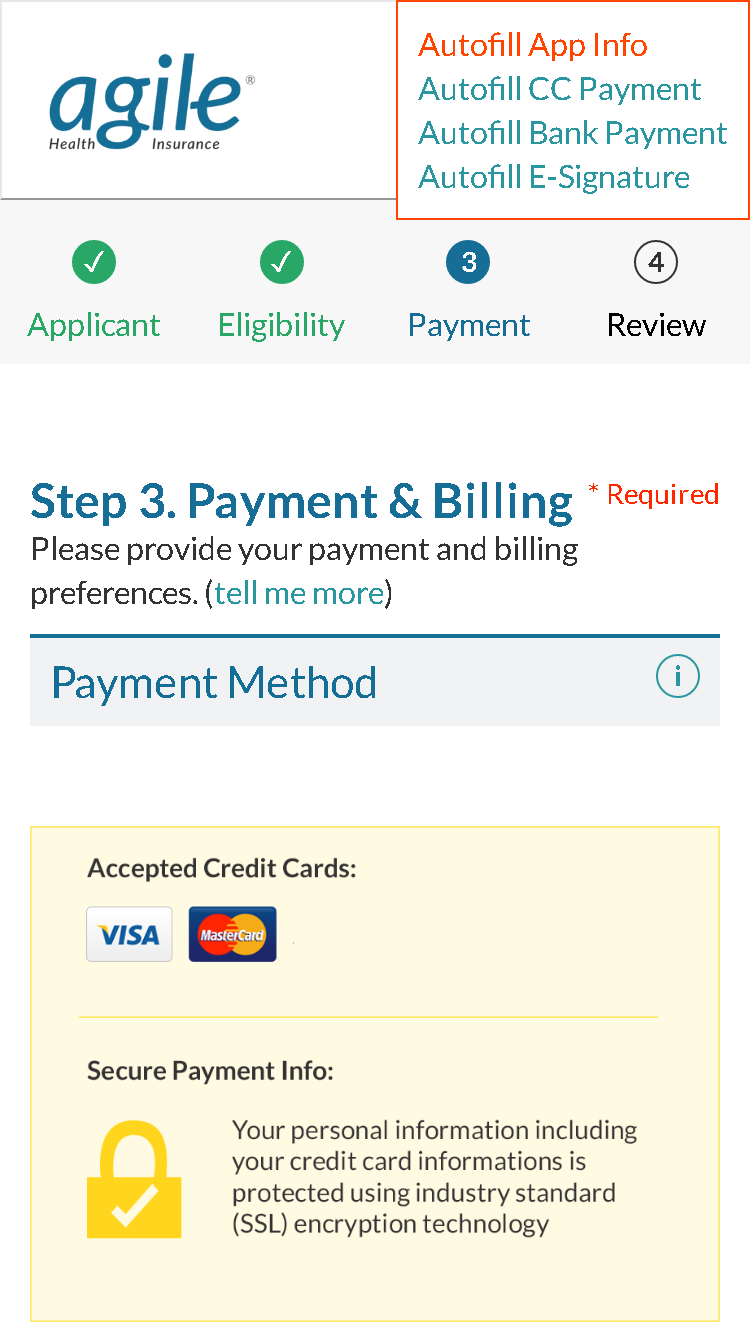 agile®
Health Insurance
Autofill App Info
Autofill CC Payment
Autofill Bank Payment
Autofill E-Signature
✓ ✓ 3 4
Applicant Eligibility Payment Review
Step 3. Payment & Billing * Required
Please provide your payment and billing
preferences. (tell me more)
Payment Method i
Accepted Credit Cards:
VISA MasterCard
Secure Payment Info:
Your personal information including
your credit card informations is
protected using industry standard
(SSL) encryption technology